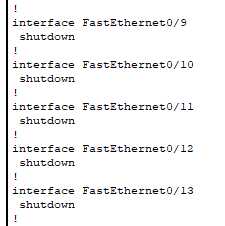 !
interface FastEthernet0/9
 shutdown
!
interface FastEthernet0/10
 shutdown
!
interface FastEthernet0/11
 shutdown
!
interface FastEthernet0/12
 shutdown
!
interface FastEthernet0/13
 shutdown
!